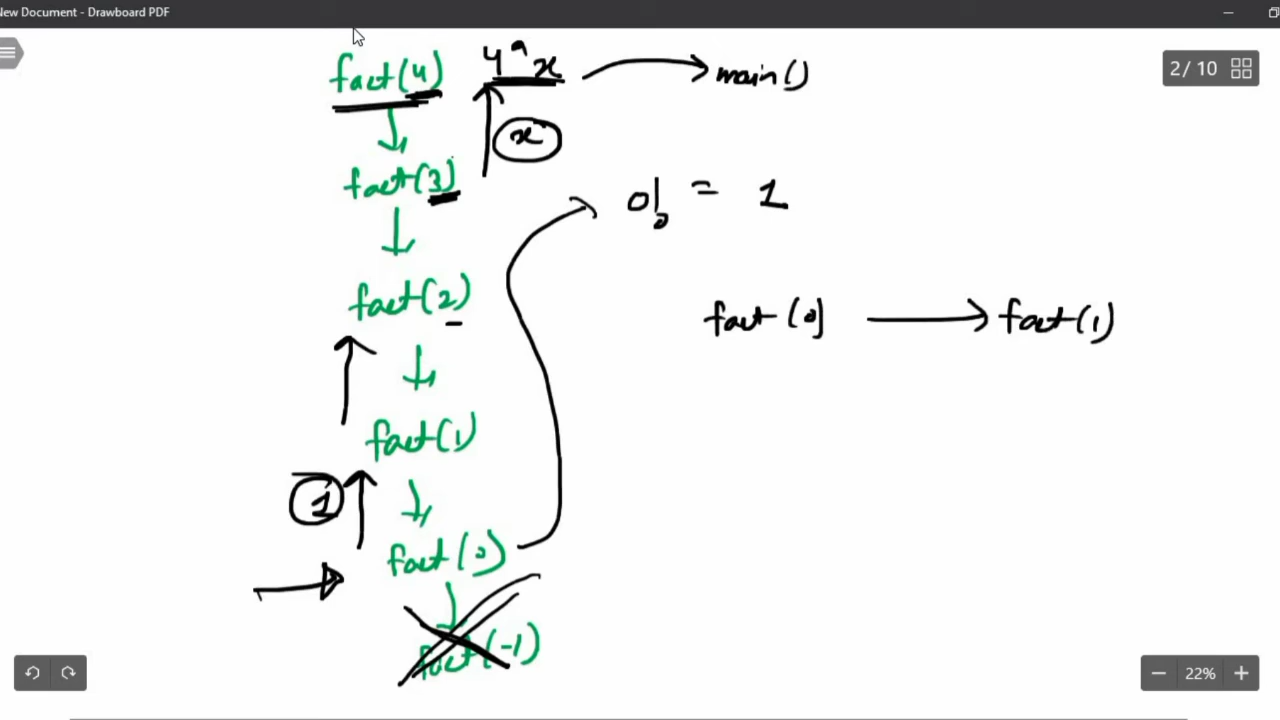 New Document - Drawboard PDF
2 / 10
fact(4) 4*x main()
x
fact(3)
0! = 1
fact(2)
fact(0) fact(1)
fact(1)
1
fact(0)
fact(-1)
22%